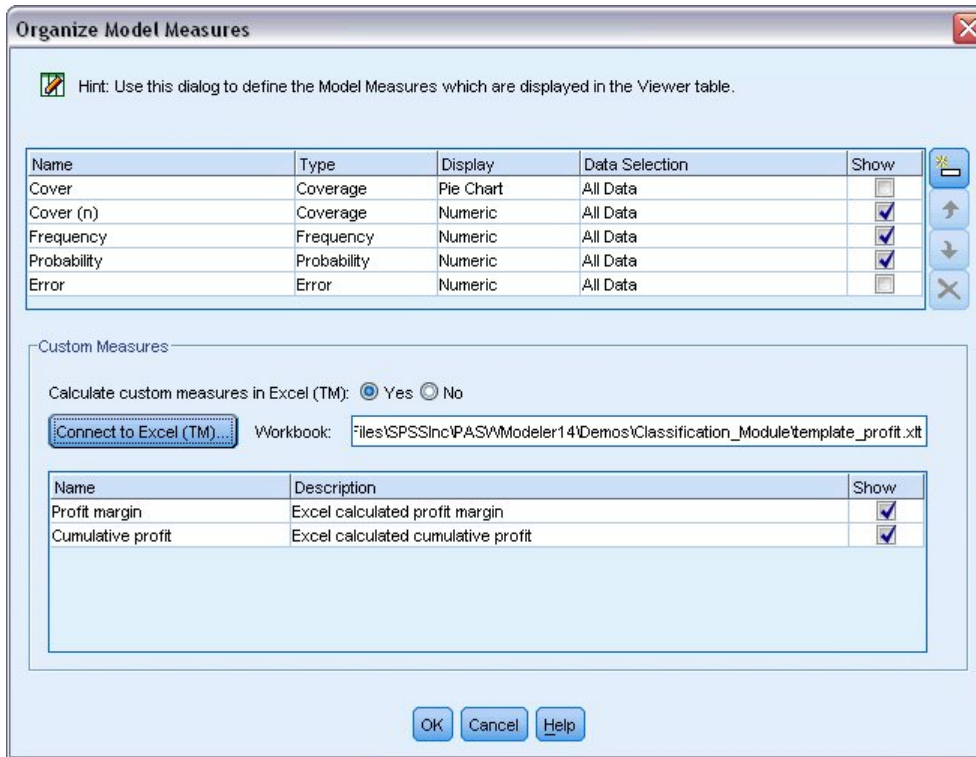 Organize Model Measures
Hint: Use this dialog to define the Model Measures which are displayed in the Viewer table.
Name Type Display Data Selection Show
Cover Coverage Pie Chart All Data
Cover (n) Coverage Numeric All Data
Frequency Frequency Numeric All Data
Probability Probability Numeric All Data
Error Error Numeric All Data
Custom Measures
Calculate custom measures in Excel (TM): Yes No
Connect to Excel (TM)... Workbook: Files\SPSSInc\PASWModeler14\Demos\Classification_Module\template_profit.xlt
Name Description Show
Profit margin Excel calculated profit margin
Cumulative profit Excel calculated cumulative profit
OK Cancel Help